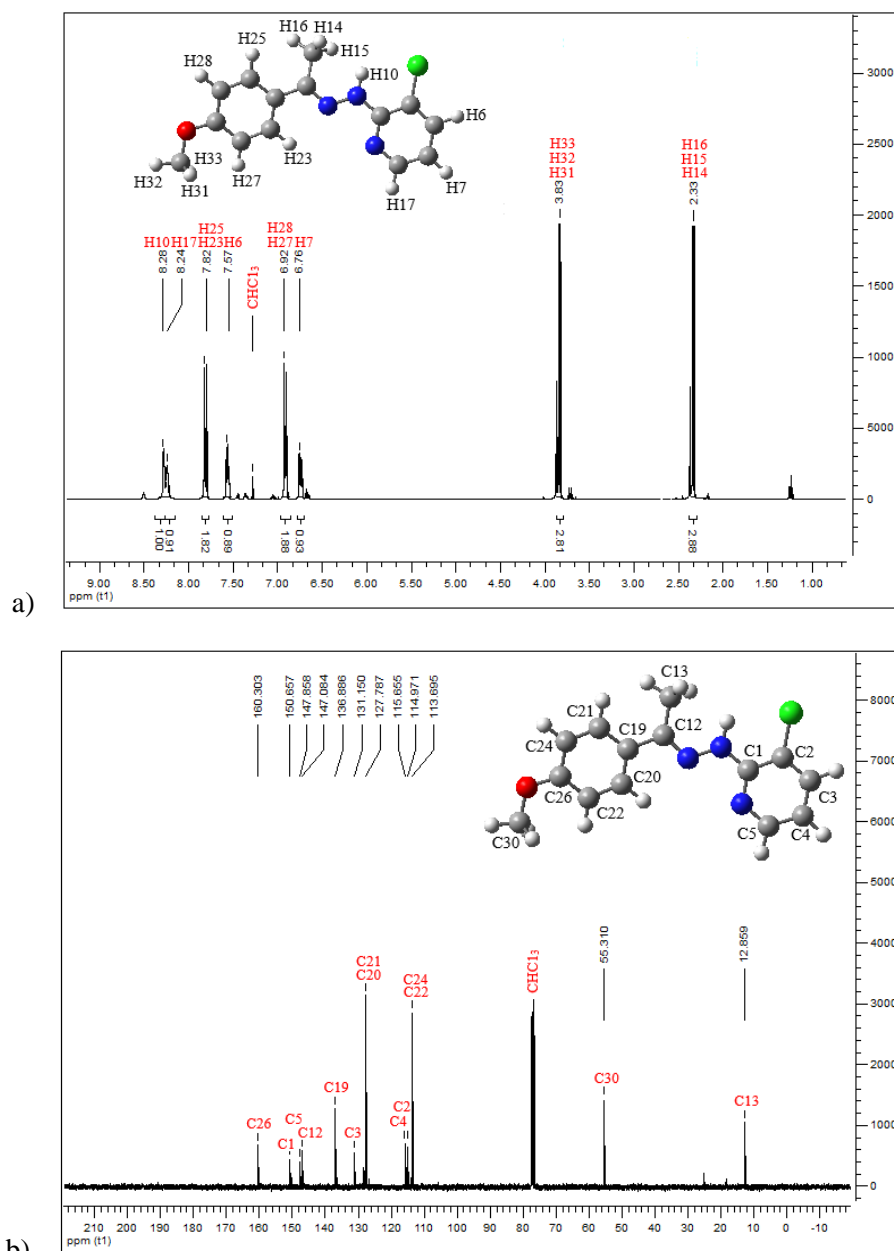 H16
H14
H25
H15
H28
H10
H6
H33
H23
H32
H31
H27
H7
H17
3000
2500
2000
1500
1000
500
0
H33
H32
H31
3.83
H16
H15
H14
2.33
H25
H28
H10 H17 H23 H6
H27 H7
8.28
8.24
7.82
7.57
CHC13
6.92
6.76
1.00
0.91
1.82
0.89
1.88
0.93
2.81
2.88
9.00 8.50 8.00 7.50 7.00 6.50 6.00 5.50 5.00 4.50 4.00 3.50 3.00 2.50 2.00 1.50 1.00
ppm (t1)
a)
160.303
150.657
147.858
147.084
136.886
131.150
127.787
115.655
114.971
113.695
C13
C21
C19
C12
C24
C1
C2
C20
C26
C3
C22
C5
C4
C30
8000
7000
6000
5000
4000
3000
2000
1000
0
55.310
12.859
C21
C20
C24
C22
CHC13
C19
C30
C13
C26
C5
C1
C12
C3
C2
C4
210 200 190 180 170 160 150 140 130 120 110 100 90 80 70 60 50 40 30 20 10 0 -10
ppm (t1)
b)